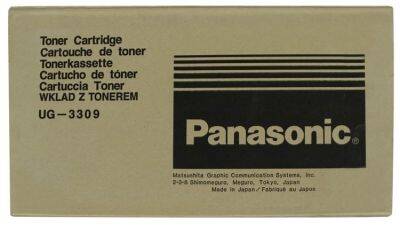 Toner Cartridge
Cartouche de toner
Tonerkassette
Cartucho de tóner
Cartuccia Toner
WKLAD Z TONEREM
UG-3309
Panasonic®
Matsushita Graphic Communication Systems, Inc.
2-3-8 Shimomeguro, Meguro, Tokyo, Japan
Made in Japan/Fabriqué au Japon